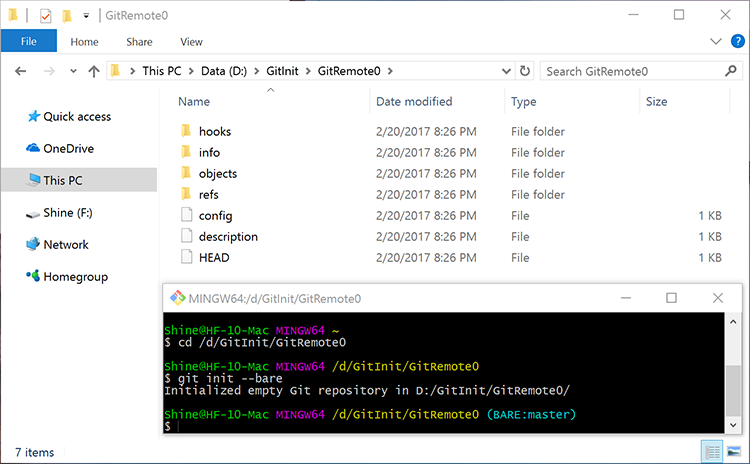 GitRemote0
File Home Share View
This PC Data (D:) GitInit GitRemote0 Search GitRemote0
Name Date modified Type Size
Quick access
OneDrive
This PC
Shine (F:)
Network
Homegroup
hooks 2/20/2017 8:26 PM File folder
info 2/20/2017 8:26 PM File folder
objects 2/20/2017 8:26 PM File folder
refs 2/20/2017 8:26 PM File folder
config 2/20/2017 8:26 PM File 1 KB
description 2/20/2017 8:26 PM File 1 KB
HEAD 2/20/2017 8:26 PM File 1 KB
MINGW64:/d/GitInit/GitRemote0
Shine@HF-10-Mac MINGW64 ~
$ cd /d/GitInit/GitRemote0
Shine@HF-10-Mac MINGW64 /d/GitInit/GitRemote0
$ git init --bare
Initialized empty Git repository in D:/GitInit/GitRemote0/
Shine@HF-10-Mac MINGW64 /d/GitInit/GitRemote0 (BARE:master)
$
7 items